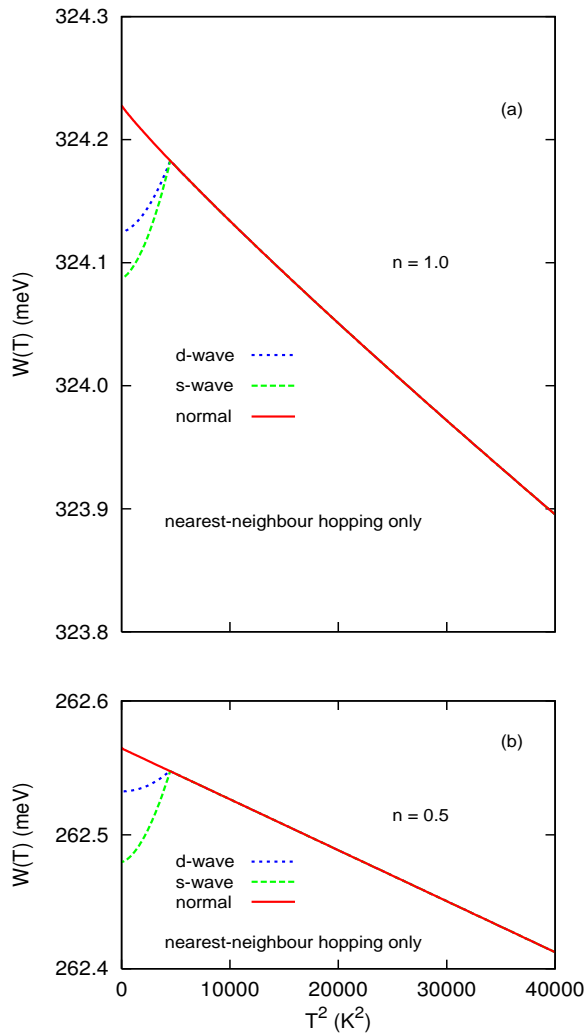 324.3
(a)
324.2
324.1
n = 1.0
W(T) (meV)
d-wave
324.0
s-wave
normal
323.9
nearest-neighbour hopping only
323.8
262.6
(b)
n = 0.5
262.5
W(T) (meV)
d-wave
s-wave
normal
nearest-neighbour hopping only
262.4
0 10000 20000 30000 40000
T² (K²)